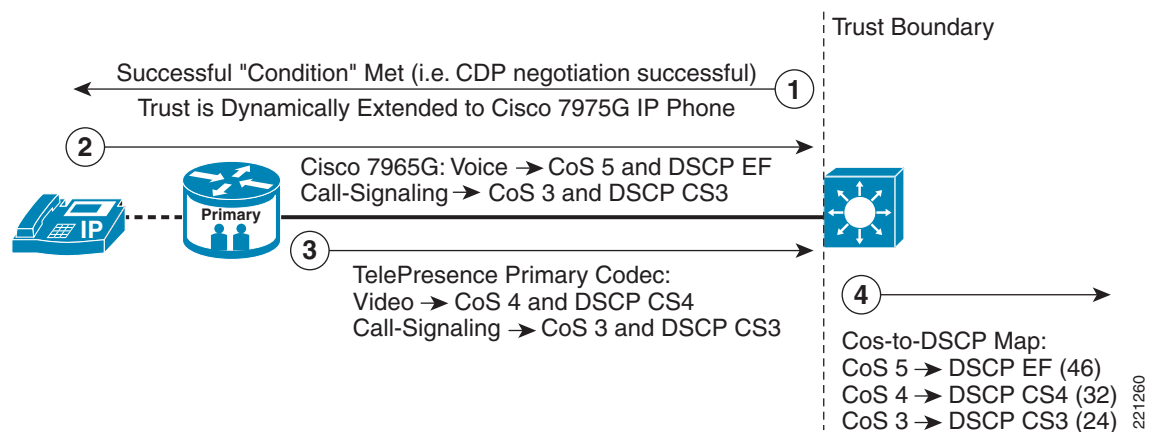 Trust Boundary
Successful "Condition" Met (i.e. CDP negotiation successful)
1
Trust is Dynamically Extended to Cisco 7975G IP Phone
2
Cisco 7965G: Voice → CoS 5 and DSCP EF
Call-Signaling → CoS 3 and DSCP CS3
IP
Primary
3
TelePresence Primary Codec:
Video → CoS 4 and DSCP CS4
Call-Signaling → CoS 3 and DSCP CS3
4
Cos-to-DSCP Map:
CoS 5 → DSCP EF (46)
CoS 4 → DSCP CS4 (32)
CoS 3 → DSCP CS3 (24)
221260